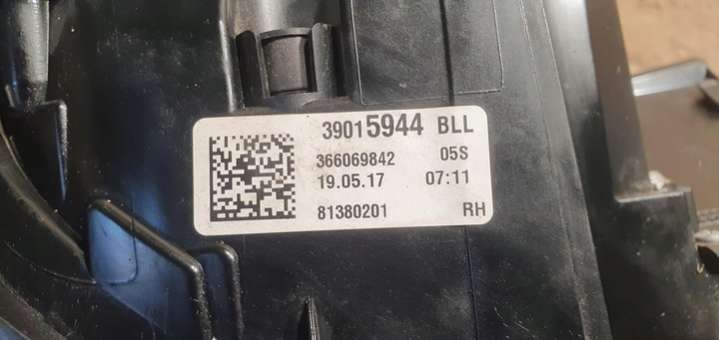 39015944 BLL
366069842 05S
19.05.17 07:11
81380201 RH